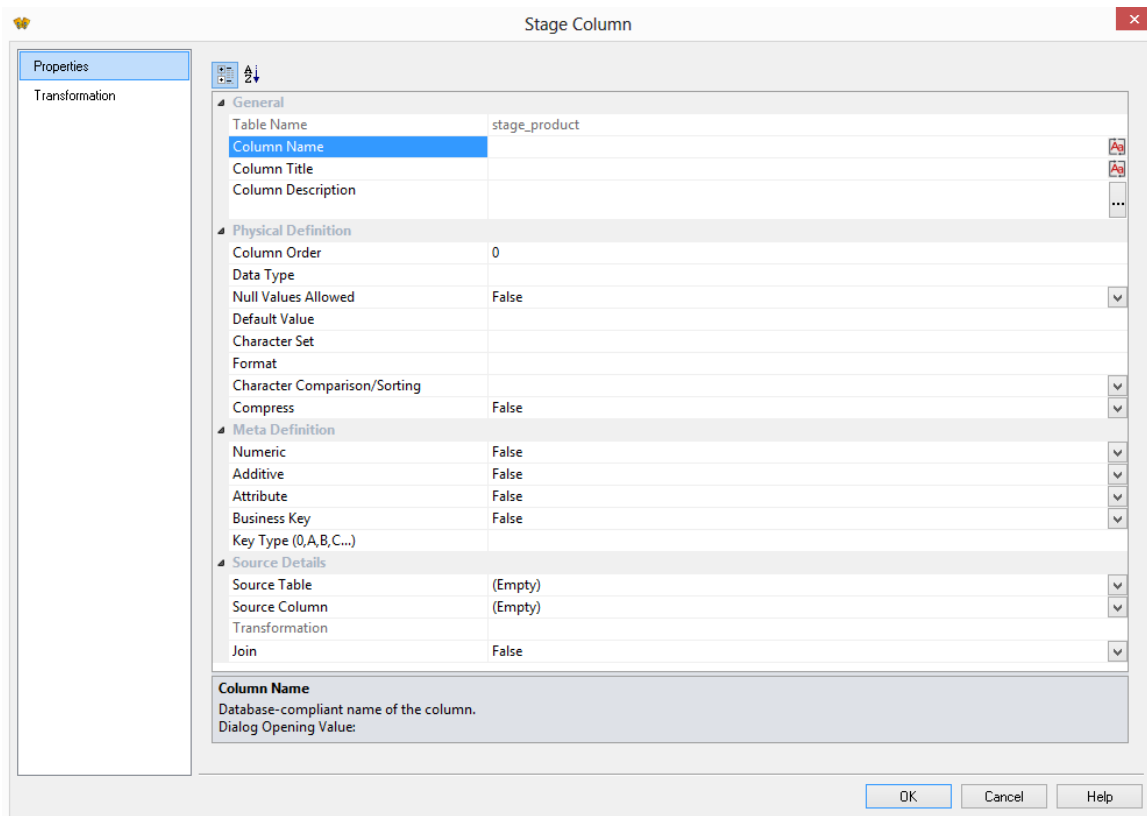 Stage Column
Properties
Transformation
General
Table Name stage_product
Column Name
Column Title
Column Description
...
Physical Definition
Column Order 0
Data Type
Null Values Allowed False
Default Value
Character Set
Format
Character Comparison/Sorting
Compress False
Meta Definition
Numeric False
Additive False
Attribute False
Business Key False
Key Type (0,A,B,C...)
Source Details
Source Table (Empty)
Source Column (Empty)
Transformation
Join False
Column Name
Database-compliant name of the column.
Dialog Opening Value:
OK Cancel Help